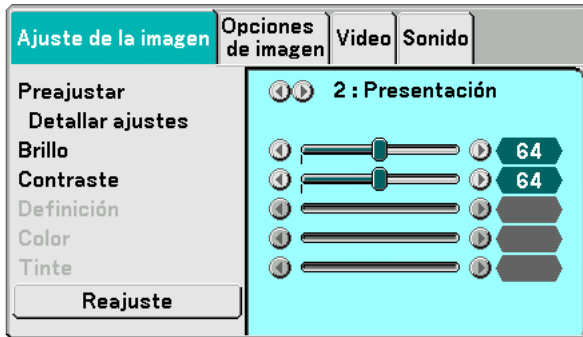 Ajuste de la imagen
Opciones
de imagen
Video
Sonido
Preajustar
2 : Presentación
Detallar ajustes
Brillo
64
Contraste
64
Definición
Color
Tinte
Reajuste